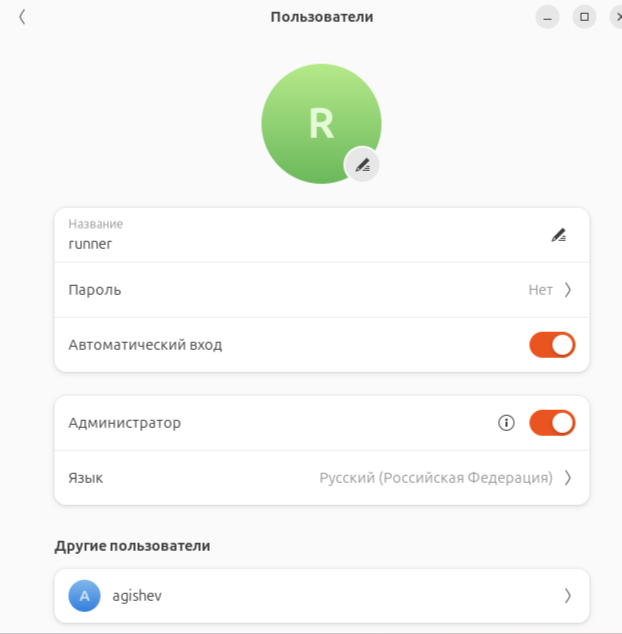 Пользователи
R
Название
runner
Пароль Нет
Автоматический вход
Администратор
Язык Русский (Российская Федерация)
Другие пользователи
A agishev